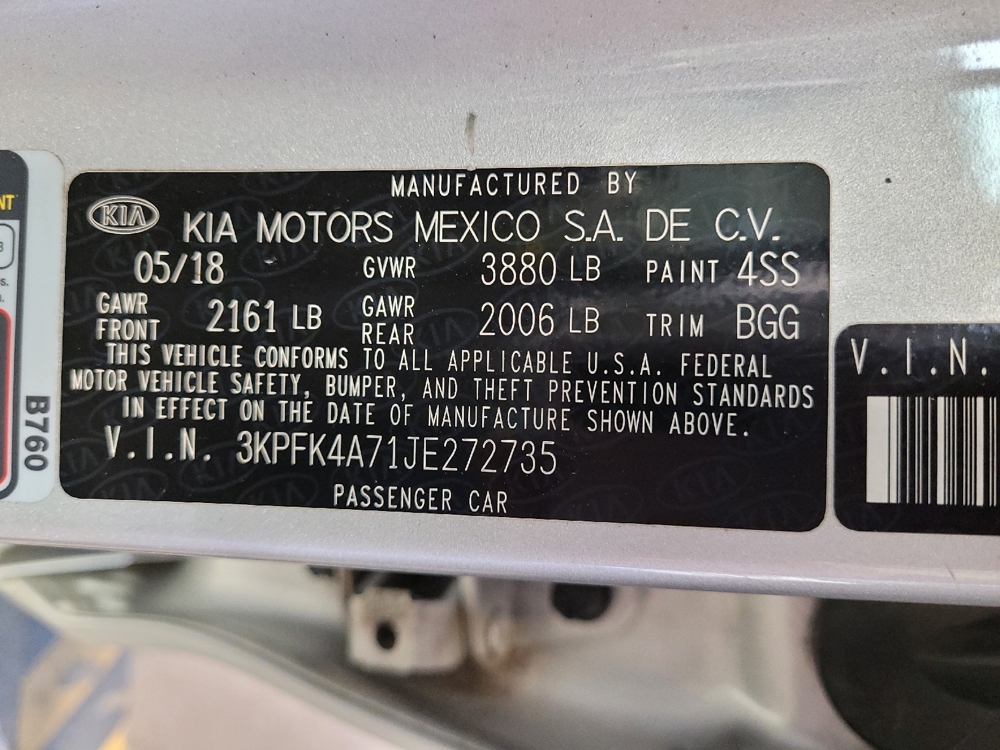 MANUFACTURED BY
KIA KIA MOTORS MEXICO S.A. DE C.V.
05/18 GVWR 3880 LB PAINT 4SS
GAWR FRONT 2161 LB GAWR REAR 2006 LB TRIM BGG
THIS VEHICLE CONFORMS TO ALL APPLICABLE U.S.A. FEDERAL
MOTOR VEHICLE SAFETY, BUMPER, AND THEFT PREVENTION STANDARDS
IN EFFECT ON THE DATE OF MANUFACTURE SHOWN ABOVE.
V.I.N. 3KPFK4A71JE272735
PASSENGER CAR
B760
V.I.N.